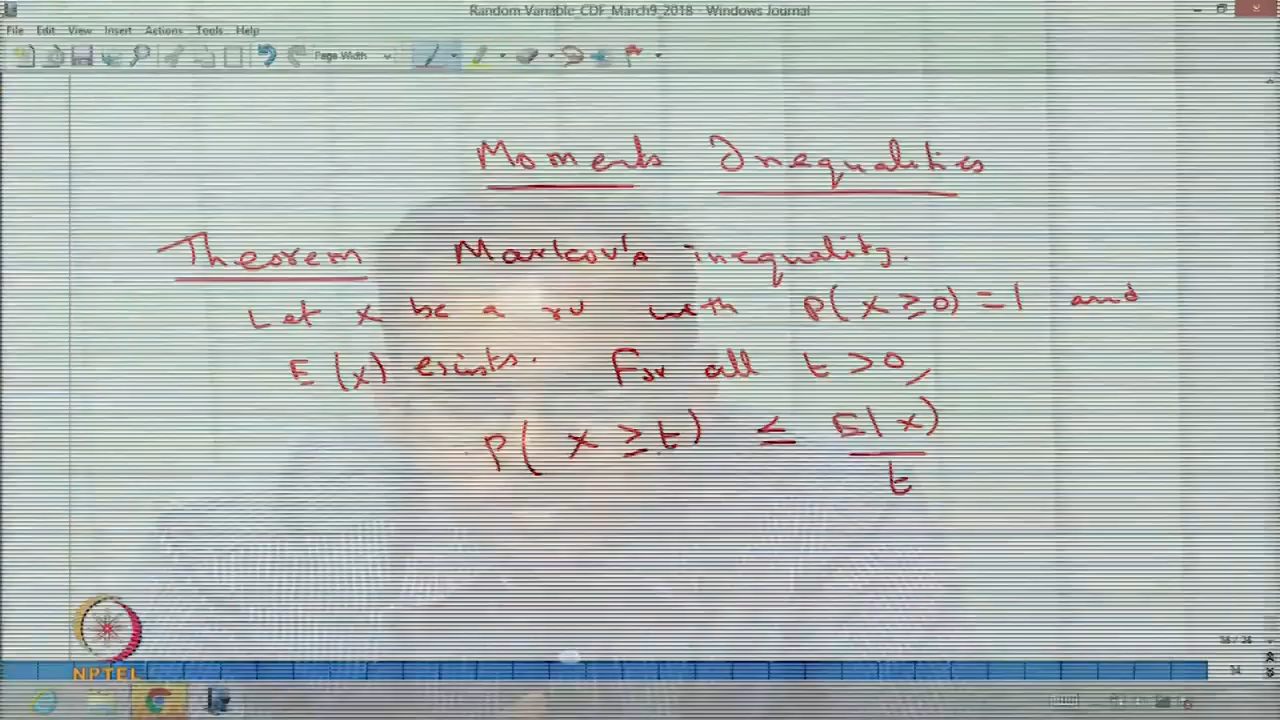 Random Variable_CDF_March9_2018 - Windows Journal
File Edit View Insert Actions Tools Help
Page Width
Moments Inequalities
Theorem Markov's inequality.
Let X be a rv with P(X ≥ 0) = 1 and
E(X) exists. For all t > 0,
P(X ≥ t) ≤ E(X)
t
NPTEL